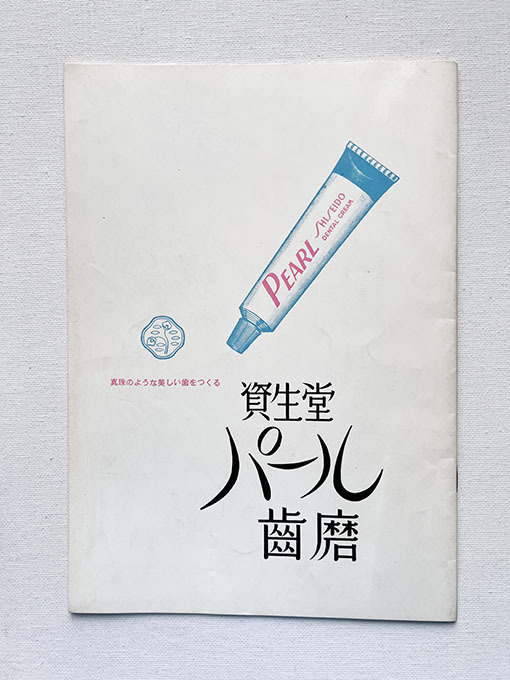 SHISEIDO
DENTAL CREAM
PEARL
真珠のような美しい歯をつくる
資生堂
パール
齒磨